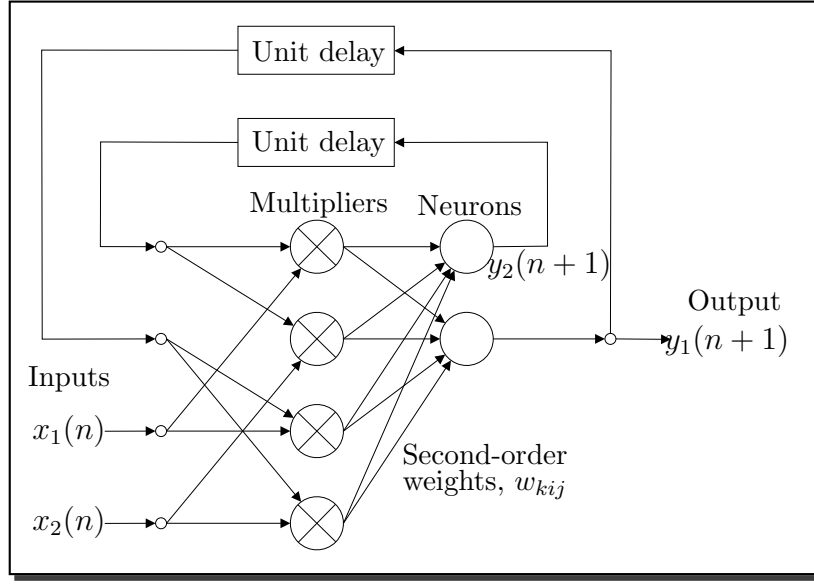 Unit delay
Unit delay
Multipliers
Neurons
y₂(n + 1)
Output
y₁(n + 1)
Inputs
x₁(n)
Second-order
weights, wₖᵢⱼ
x₂(n)